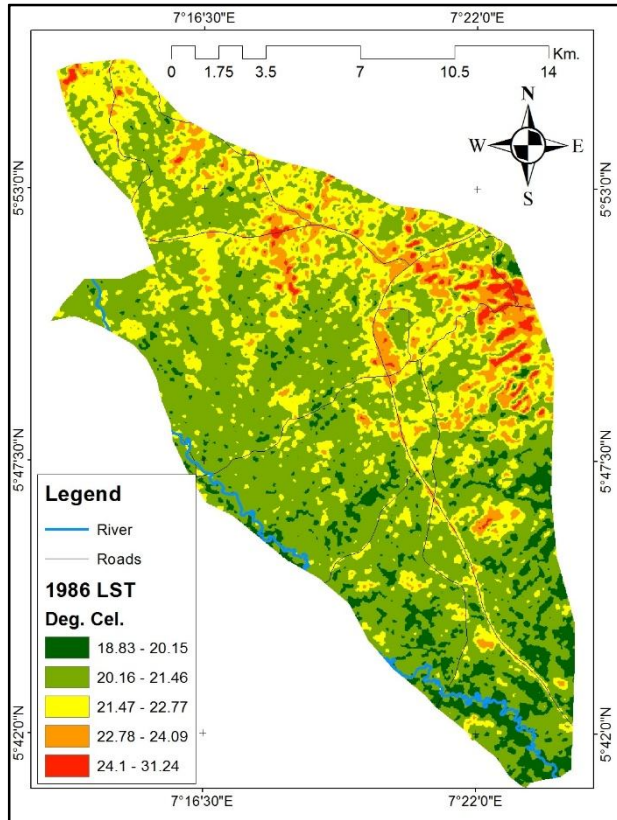 7°16'30"E 7°22'0"E
Km.
0 1.75 3.5 7 10.5 14
N
W E
S
5°53'0"N 5°53'0"N
5°47'30"N 5°47'30"N
Legend
River
Roads
1986 LST
Deg. Cel.
18.83 - 20.15
20.16 - 21.46
21.47 - 22.77
22.78 - 24.09
24.1 - 31.24
5°42'0"N 5°42'0"N
7°16'30"E 7°22'0"E